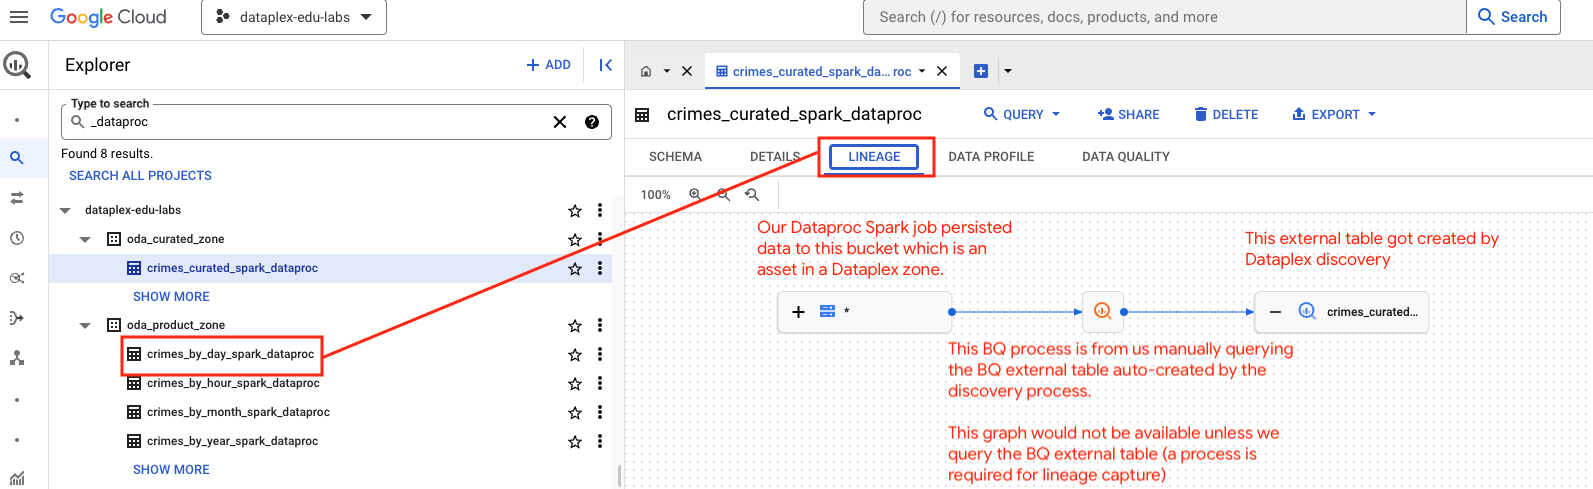 Google Cloud
dataplex-edu-labs
Search (/) for resources, docs, products, and more
Search
Explorer
+ ADD
Type to search
_dataproc
Found 8 results.
SEARCH ALL PROJECTS
dataplex-edu-labs
oda_curated_zone
crimes_curated_spark_dataproc
SHOW MORE
oda_product_zone
crimes_by_day_spark_dataproc
crimes_by_hour_spark_dataproc
crimes_by_month_spark_dataproc
crimes_by_year_spark_dataproc
SHOW MORE
crimes_curated_spark_da... roc
crimes_curated_spark_dataproc
QUERY
SHARE
DELETE
EXPORT
SCHEMA
DETAILS
LINEAGE
DATA PROFILE
DATA QUALITY
100%
Our Dataproc Spark job persisted
data to this bucket which is an
asset in a Dataplex zone.
This external table got created by
Dataplex discovery
*
crimes_curated...
This BQ process is from us manually querying
the BQ external table auto-created by the
discovery process.
This graph would not be available unless we
query the BQ external table (a process is
required for lineage capture)